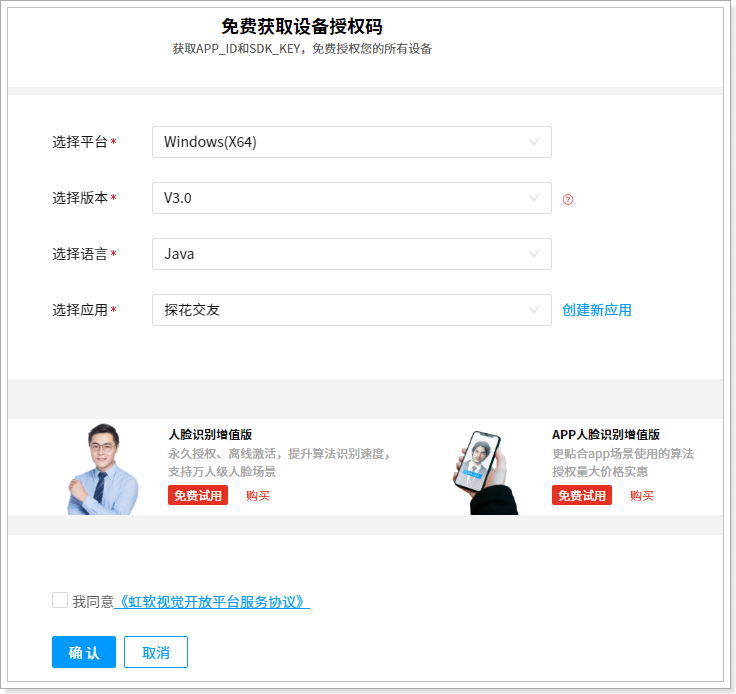 免费获取设备授权码
获取APP_ID和SDK_KEY，免费授权您的所有设备
选择平台* Windows(X64)
选择版本* V3.0
选择语言* Java
选择应用* 探花交友 创建新应用
人脸识别增值版
永久授权、离线激活，提升算法识别速度，
支持万人级人脸场景
免费试用 购买
APP人脸识别增值版
更贴合app场景使用的算法
授权量大价格实惠
免费试用 购买
我同意《虹软视觉开放平台服务协议》
确 认 取消